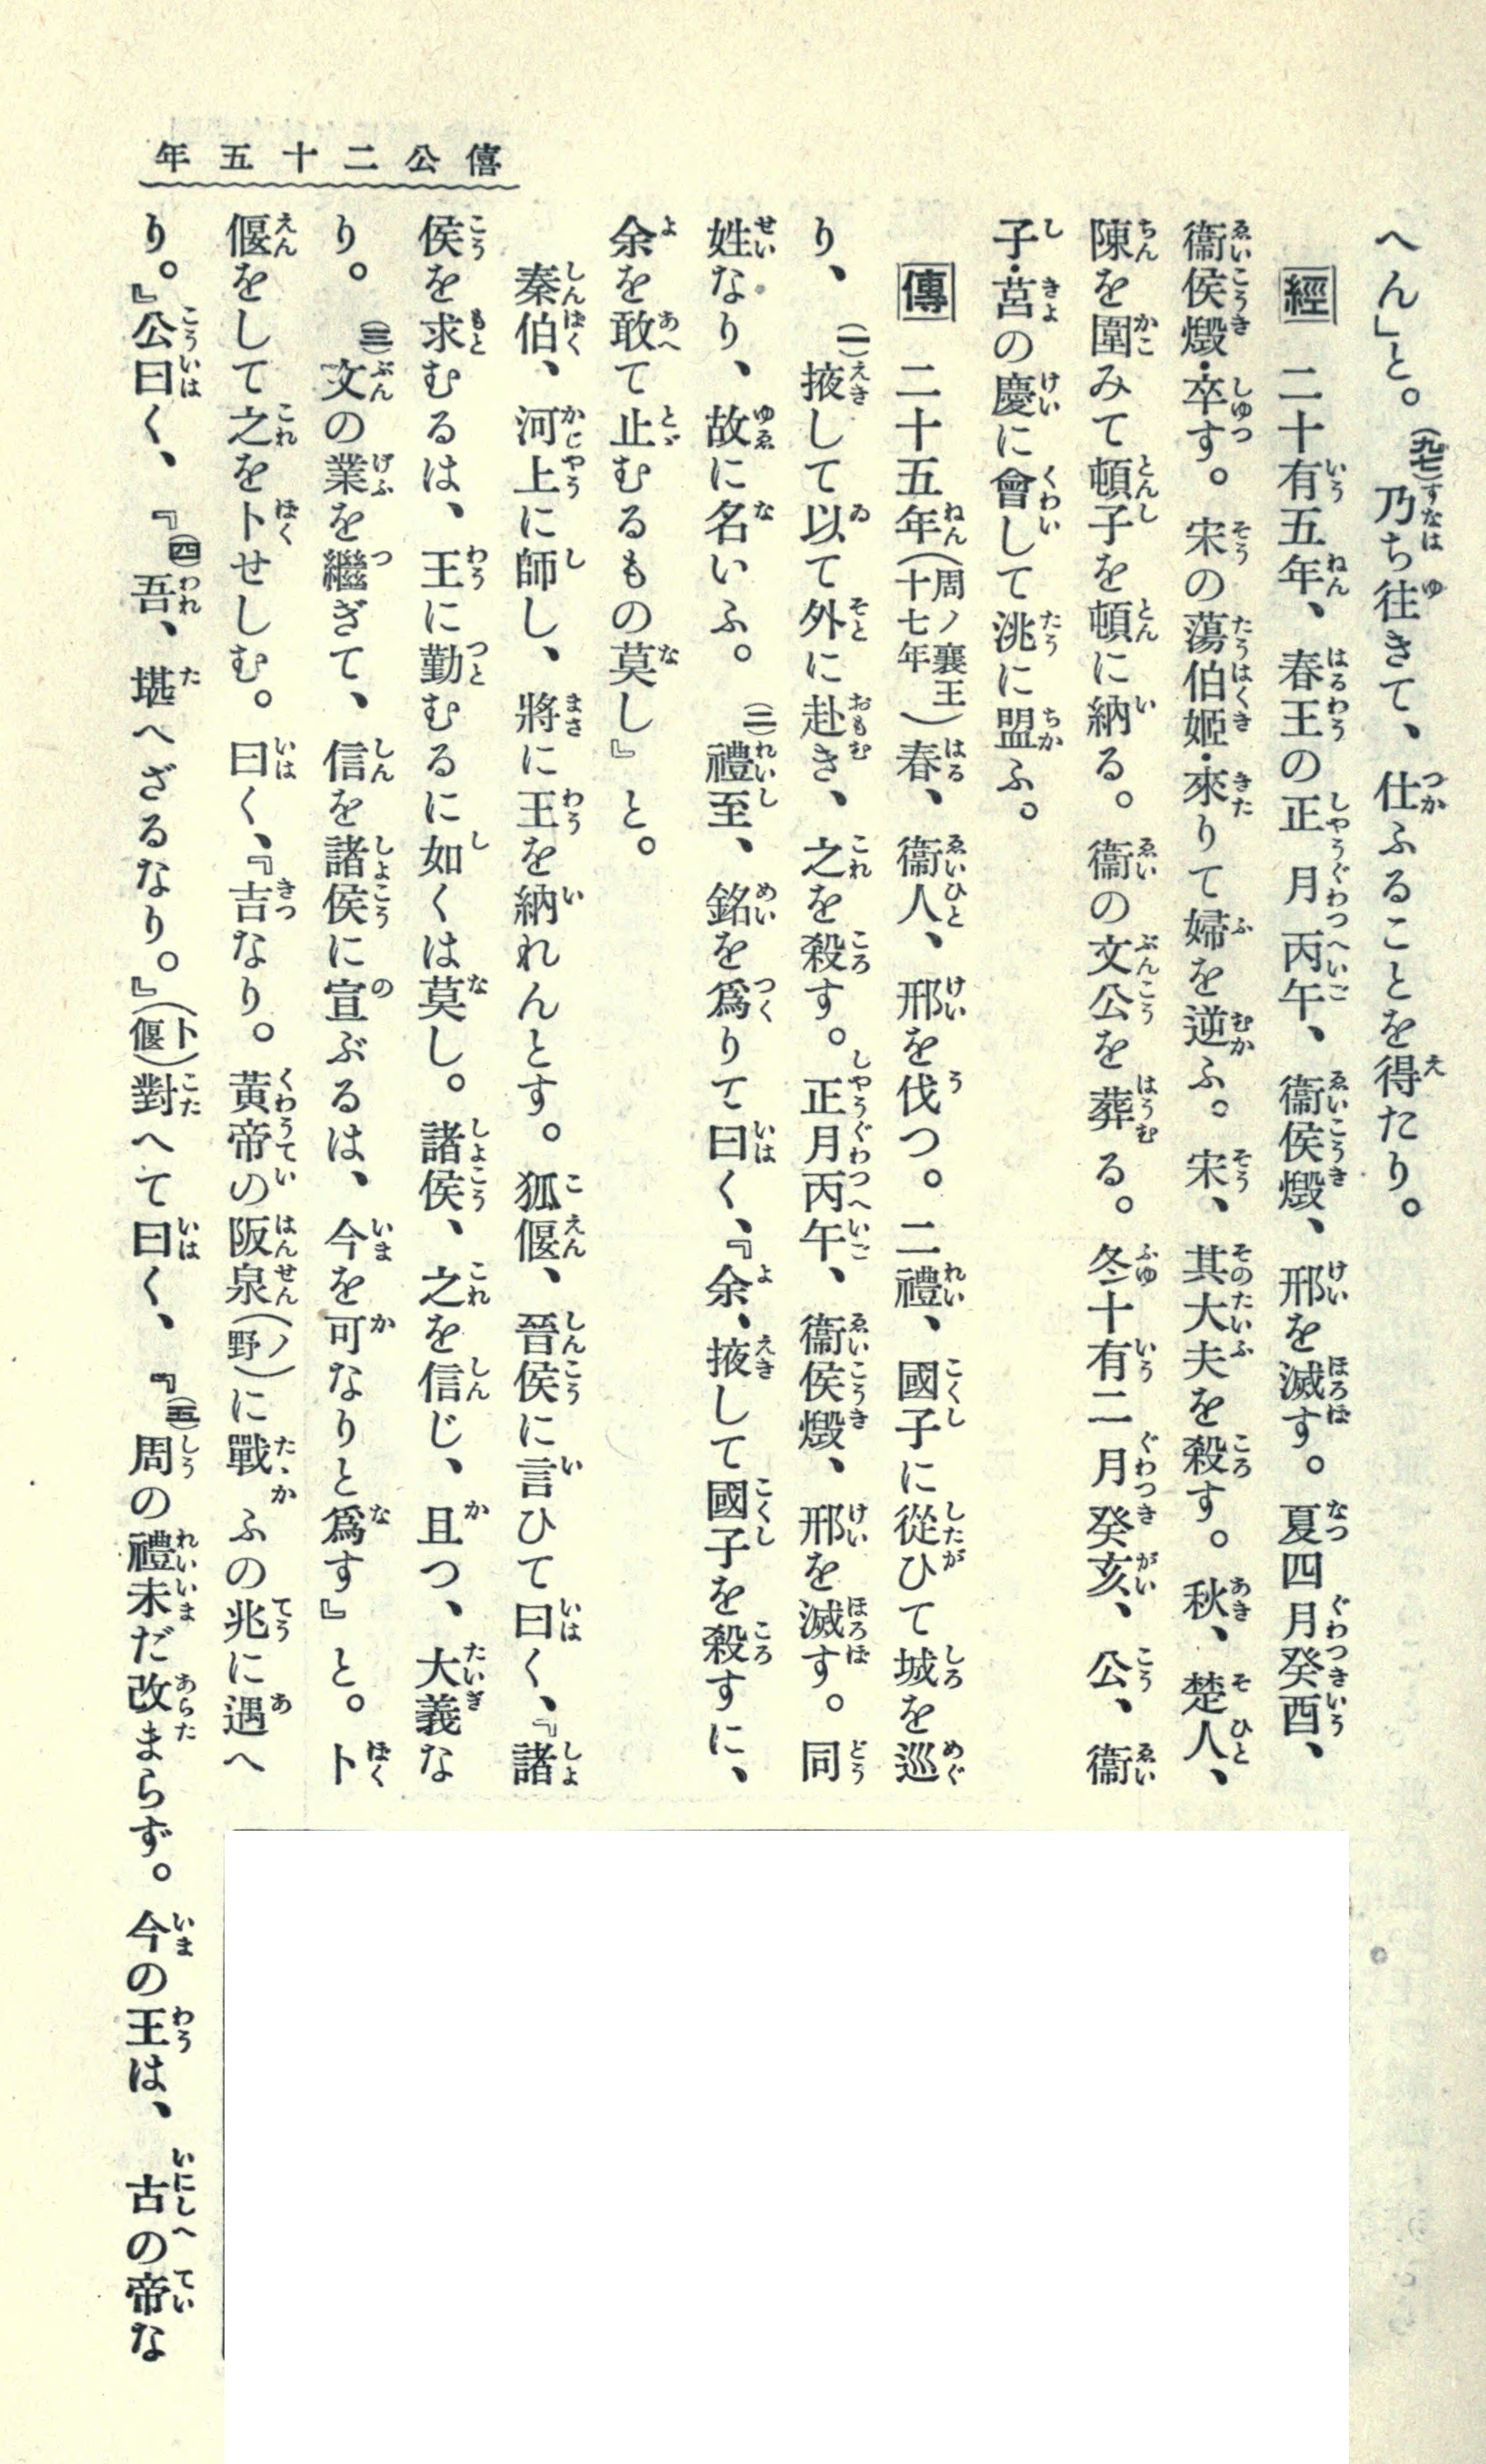 僖公二十五年
へん」と。(九七)乃ち往きて、仕ふることを得たり。
經 二十有五年、春王の正月丙午、衞侯燬、邢を滅す。夏四月癸酉、
衞侯燬・卒す。宋の蕩伯姬・來りて婦を逆ふ。宋、其大夫を殺す。秋、楚人、
陳を圍みて頓子を頓に納る。衞の文公を葬る。冬十有二月癸亥、公、衞
子・莒の慶に會して洮に盟ふ。
傳 二十五年(周ノ襄王十七年)春、衞人、邢を伐つ。二禮、國子に從ひて城を巡
り、(一)掖して以て外に赴き、之を殺す。正月丙午、衞侯燬、邢を滅す。同
姓なり、故に名いふ。(二)禮至、銘を爲りて曰く、『余、掖して國子を殺すに、
余を敢て止むるもの莫し』と。
秦伯、河上に師し、將に王を納れんとす。狐偃、晉侯に言ひて曰く、『諸
侯を求むるは、王に勤むるに如くは莫し。諸侯、之を信じ、且つ、大義な
り。(三)文の業を繼ぎて、信を諸侯に宣ぶるは、今を可なりと爲す』と。卜
偃をして之を卜せしむ。曰く、『吉なり。黃帝の阪泉(ノ野)に戰ふの兆に遇へ
り。』公曰く、『(四)吾、堪へざるなり。』(卜偃)對へて曰く、『(五)周の禮未だ改まらず。今の王は、古の帝な